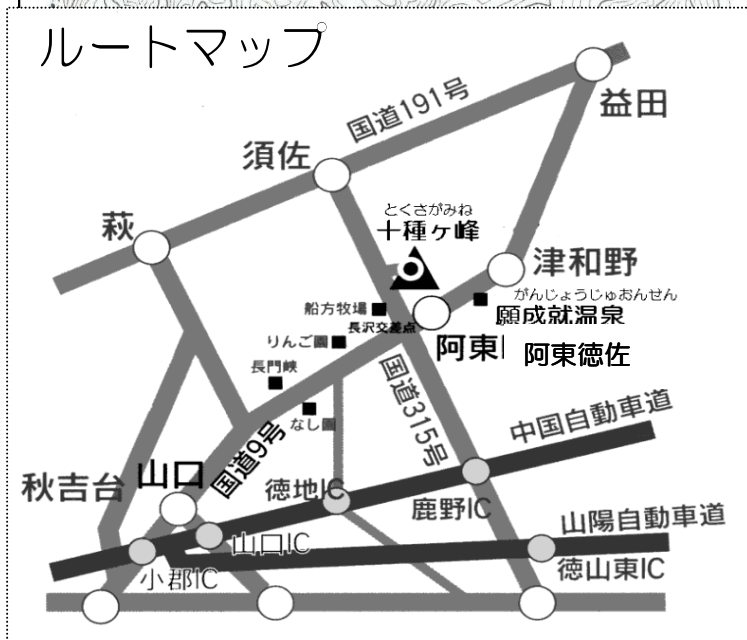 ルートマップ
国道191号
益田
須佐
萩
とくさがみね
十種ヶ峰
津和野
がんじょうじゅおんせん
願成就温泉
船方牧場
長沢交差点
りんご園
阿東
阿東徳佐
長門峡
国道315号
なし園
国道9号
中国自動車道
秋吉台
山口
徳地IC
鹿野IC
山口IC
山陽自動車道
小郡IC
徳山東IC